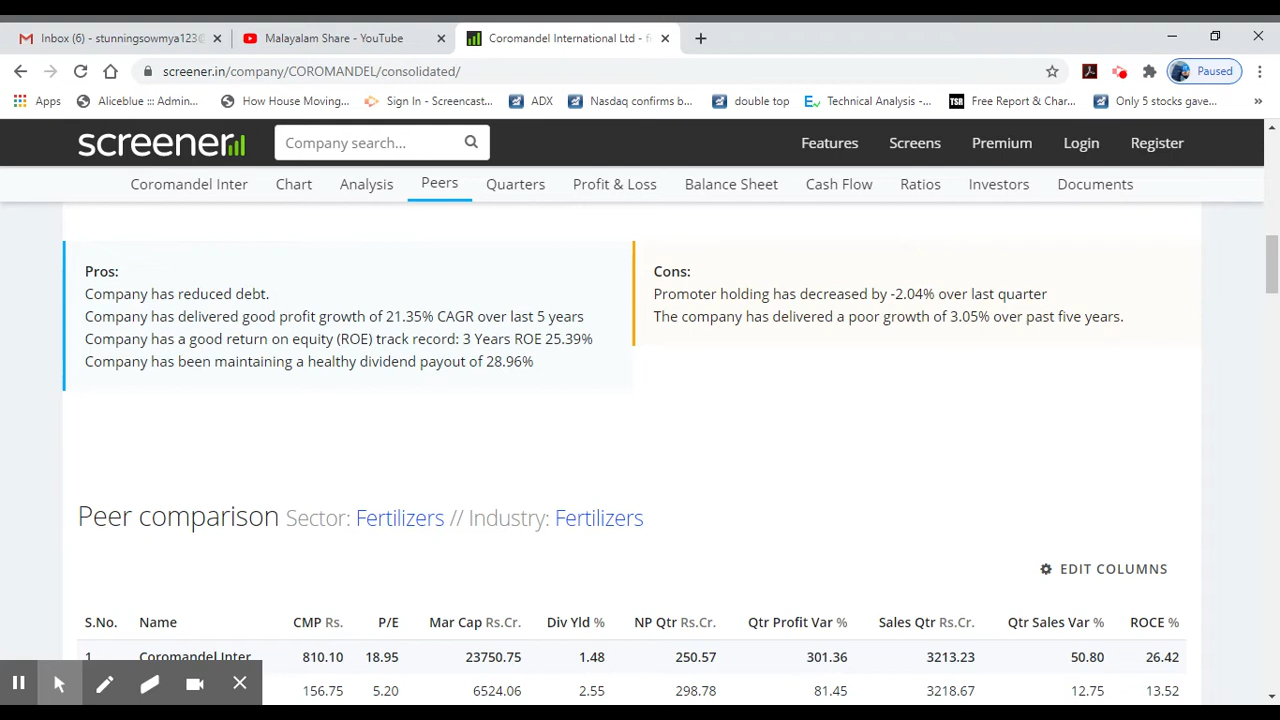 Inbox (6) - stunningsowmya123@
Malayalam Share - YouTube
Coromandel International Ltd - f
screener.in/company/COROMANDEL/consolidated/
Paused
Apps
Aliceblue ::: Admin...
How House Moving...
Sign In - Screencast...
ADX
Nasdaq confirms b...
double top
Technical Analysis -...
TSR
Free Report & Char...
Only 5 stocks gave...
screener
Company search...
Features
Screens
Premium
Login
Register
Coromandel Inter
Chart
Analysis
Peers
Quarters
Profit & Loss
Balance Sheet
Cash Flow
Ratios
Investors
Documents
Pros:
Company has reduced debt.
Company has delivered good profit growth of 21.35% CAGR over last 5 years
Company has a good return on equity (ROE) track record: 3 Years ROE 25.39%
Company has been maintaining a healthy dividend payout of 28.96%
Cons:
Promoter holding has decreased by -2.04% over last quarter
The company has delivered a poor growth of 3.05% over past five years.
Peer comparison Sector: Fertilizers // Industry: Fertilizers
EDIT COLUMNS
S.No. Name CMP Rs. P/E Mar Cap Rs.Cr. Div Yld % NP Qtr Rs.Cr. Qtr Profit Var % Sales Qtr Rs.Cr. Qtr Sales Var % ROCE %
1 Coromandel Inter 810.10 18.95 23750.75 1.48 250.57 301.36 3213.23 50.80 26.42
156.75 5.20 6524.06 2.55 298.78 81.45 3218.67 12.75 13.52